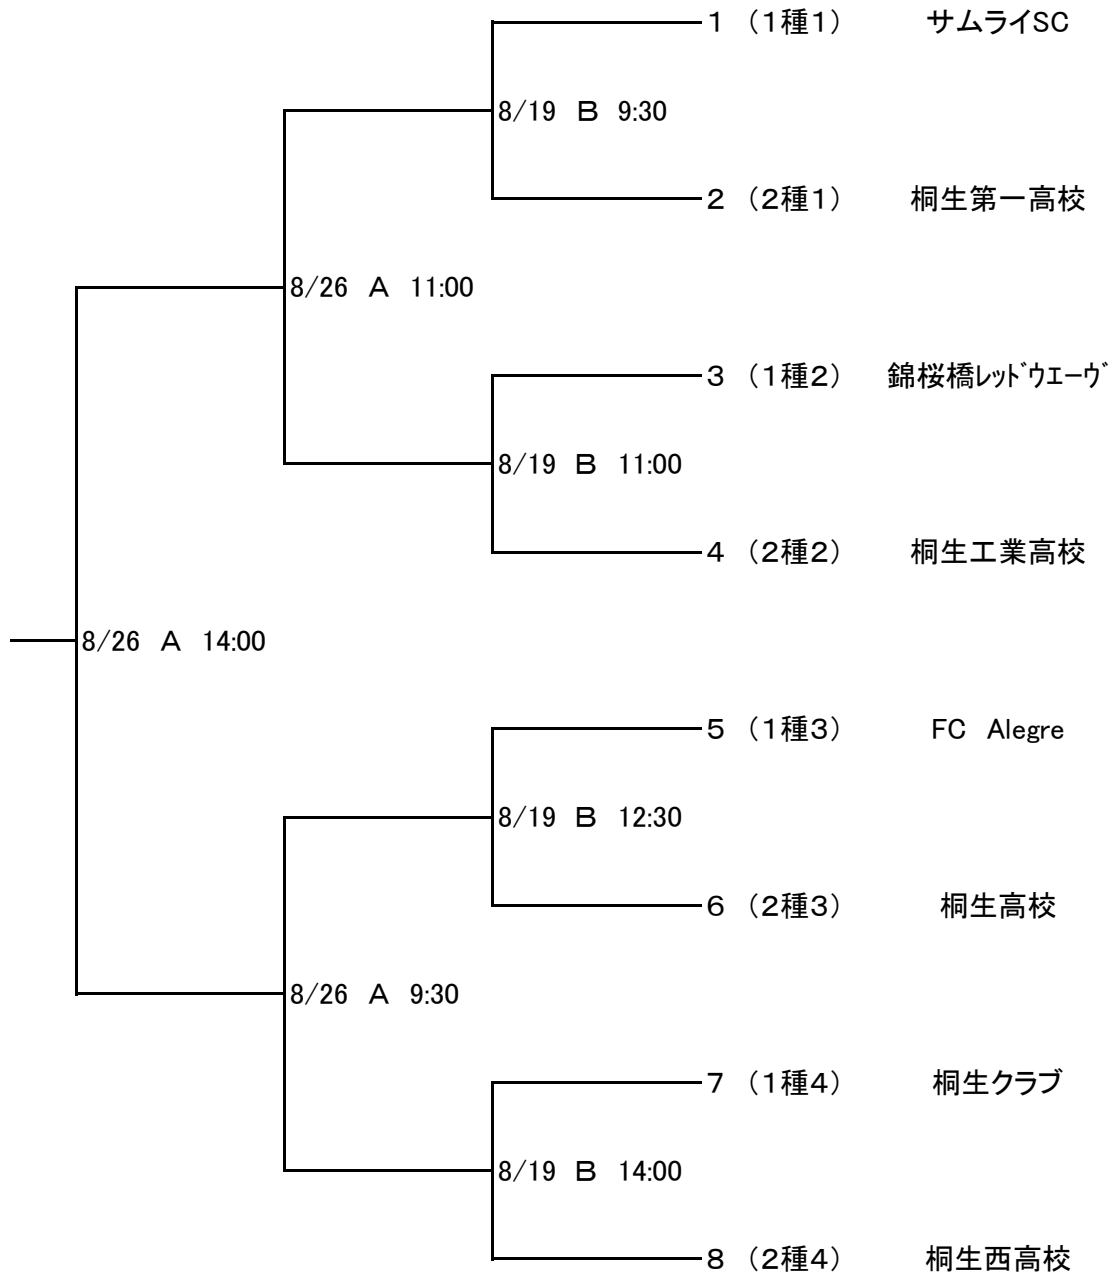 1 （1種1） サムライSC
8/19 B 9:30
2 （2種1） 桐生第一高校
8/26 A 11:00
3 （1種2） 錦桜橋ﾚｯﾄﾞｳエｰヴﾞ
8/19 B 11:00
4 （2種2） 桐生工業高校
8/26 A 14:00
5 （1種3） FC Alegre
8/19 B 12:30
6 （2種3） 桐生高校
8/26 A 9:30
7 （1種4） 桐生クラブ
8/19 B 14:00
8 （2種4） 桐生西高校